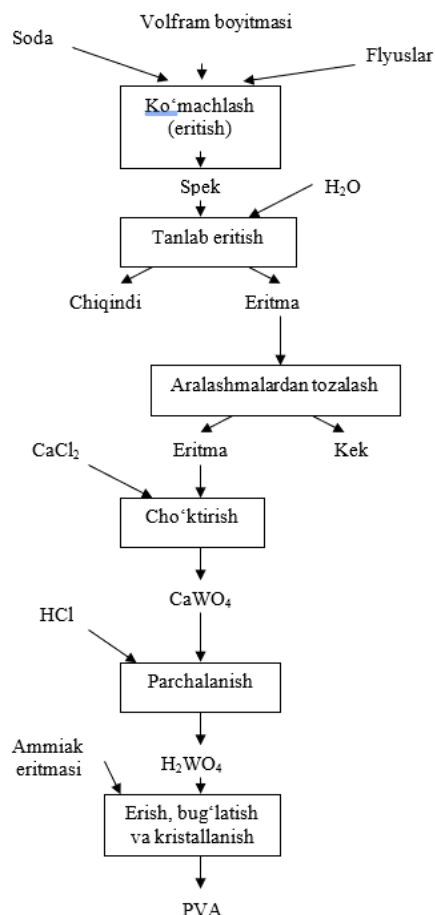 Volfram boyitmasi
Soda
Flyuslar
Ko‘machlash
(eritish)
Spek
H₂O
Tanlab eritish
Chiqindi
Eritma
Aralashmalardan tozalash
CaCl₂
Eritma
Kek
Cho‘ktirish
CaWO₄
HCl
Parchalanish
Ammiak
eritmasi
H₂WO₄
Erish, bug‘latish
va kristallanish
PVA